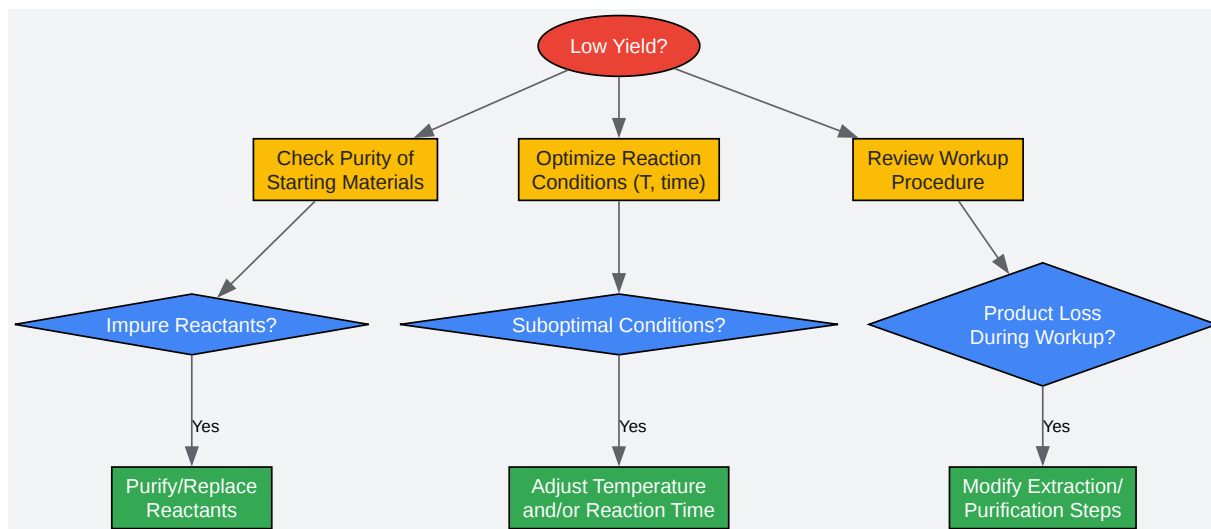 Low Yield?
Check Purity of
Starting Materials
Optimize Reaction
Conditions (T, time)
Review Workup
Procedure
Impure Reactants?
Suboptimal Conditions?
Product Loss
During Workup?
Yes
Yes
Yes
Purify/Replace
Reactants
Adjust Temperature
and/or Reaction Time
Modify Extraction/
Purification Steps